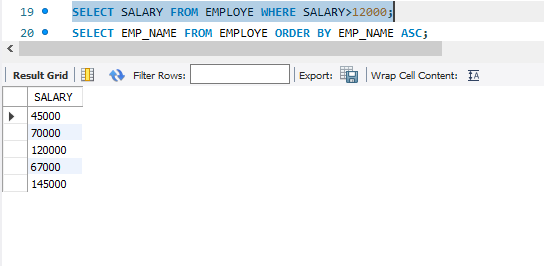 19 SELECT SALARY FROM EMPLOYE WHERE SALARY>12000;
20 SELECT EMP_NAME FROM EMPLOYE ORDER BY EMP_NAME ASC;
Result Grid Filter Rows: Export: Wrap Cell Content:
SALARY
45000
70000
120000
67000
145000